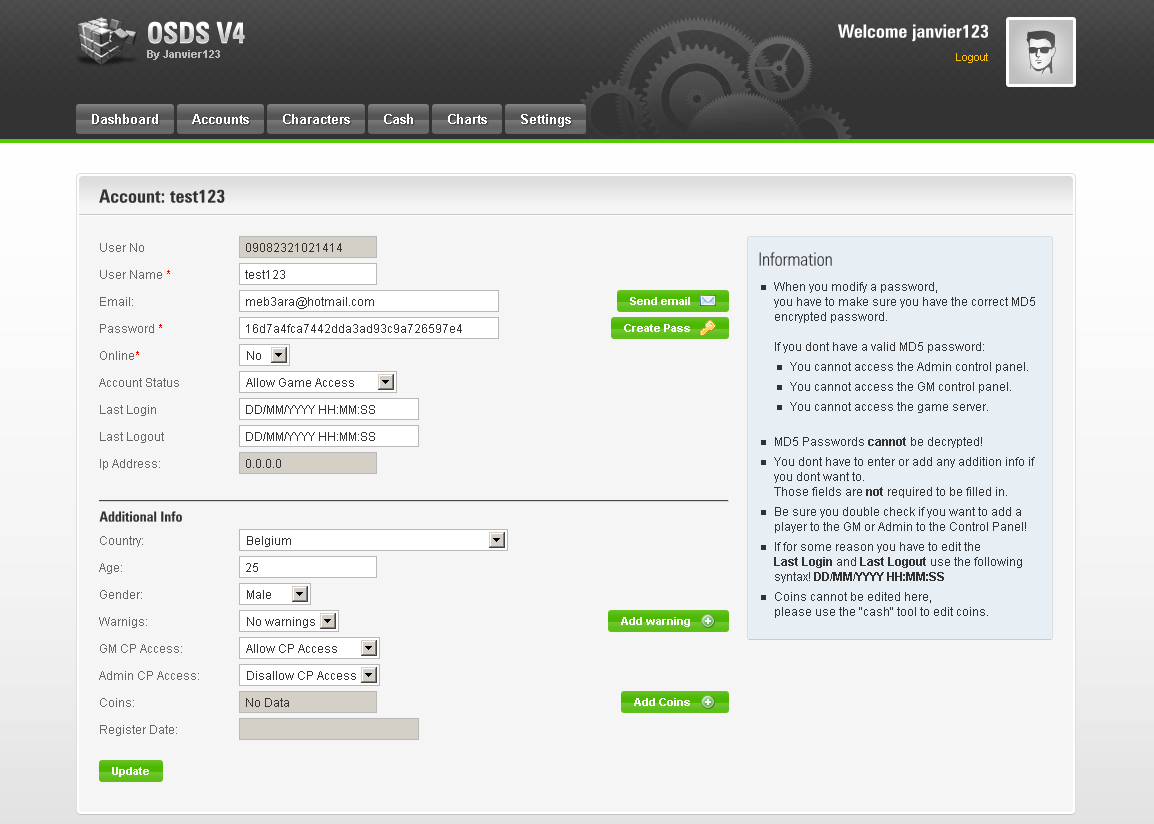 OSDS V4
By Janvier123
Welcome janvier123
Logout
Dashboard
Accounts
Characters
Cash
Charts
Settings
Account: test123
User No 09082321021414
User Name * test123
Email: meb3ara@hotmail.com Send email
Password * 16d7a4fca7442dda3ad93c9a726597e4 Create Pass
Online* No
Account Status Allow Game Access
Last Login DD/MM/YYYY HH:MM:SS
Last Logout DD/MM/YYYY HH:MM:SS
Ip Address: 0.0.0.0
Additional Info
Country: Belgium
Age: 25
Gender: Male
Warnigs: No warnings Add warning
GM CP Access: Allow CP Access
Admin CP Access: Disallow CP Access
Coins: No Data Add Coins
Register Date:
Update
Information
When you modify a password,
you have to make sure you have the correct MD5
encrypted password.
If you dont have a valid MD5 password:
You cannot access the Admin control panel.
You cannot access the GM control panel.
You cannot access the game server.
MD5 Passwords cannot be decrypted!
You dont have to enter or add any addition info if
you dont want to.
Those fields are not required to be filled in.
Be sure you double check if you want to add a
player to the GM or Admin to the Control Panel!
If for some reason you have to edit the
Last Login and Last Logout use the following
syntax! DD/MM/YYYY HH:MM:SS
Coins cannot be edited here,
please use the "cash" tool to edit coins.